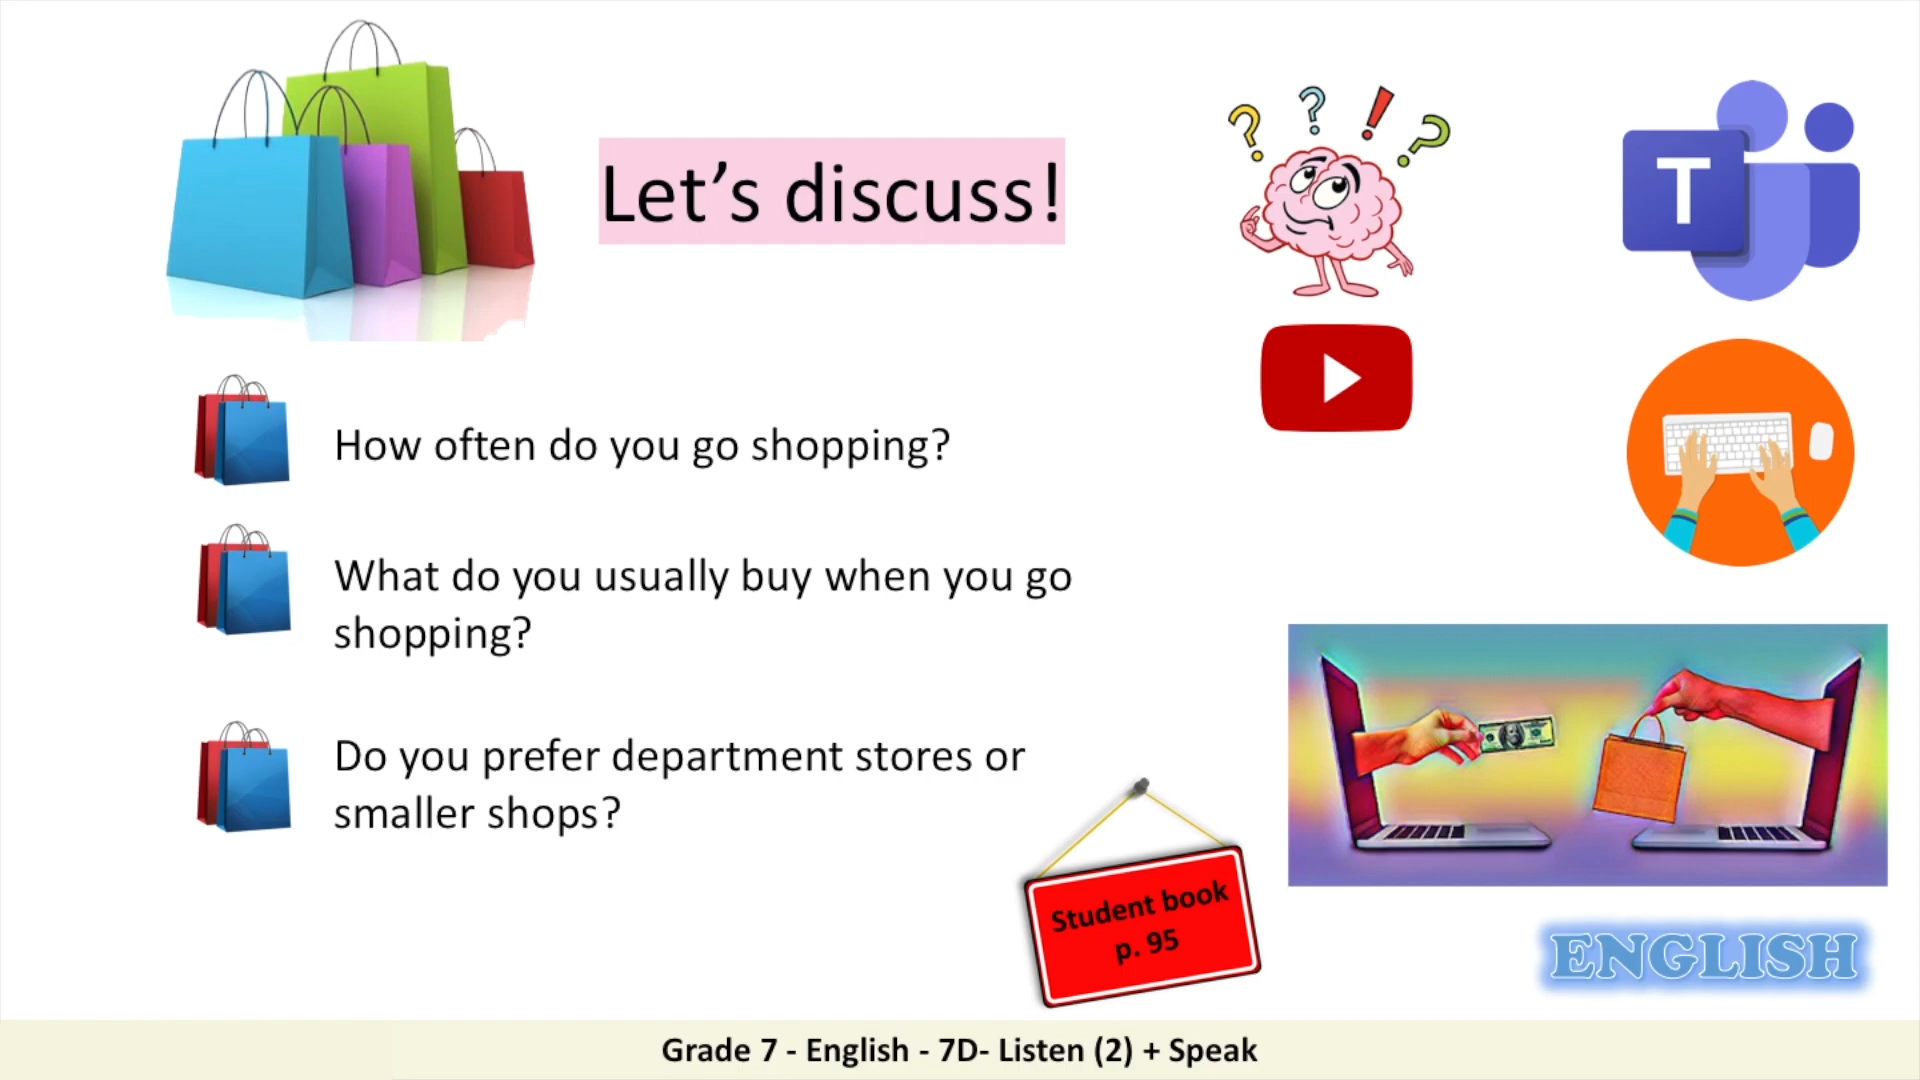 Let’s discuss!
T
How often do you go shopping?
What do you usually buy when you go
shopping?
Do you prefer department stores or
smaller shops?
Student book
p. 95
ENGLISH
Grade 7 - English - 7D- Listen (2) + Speak